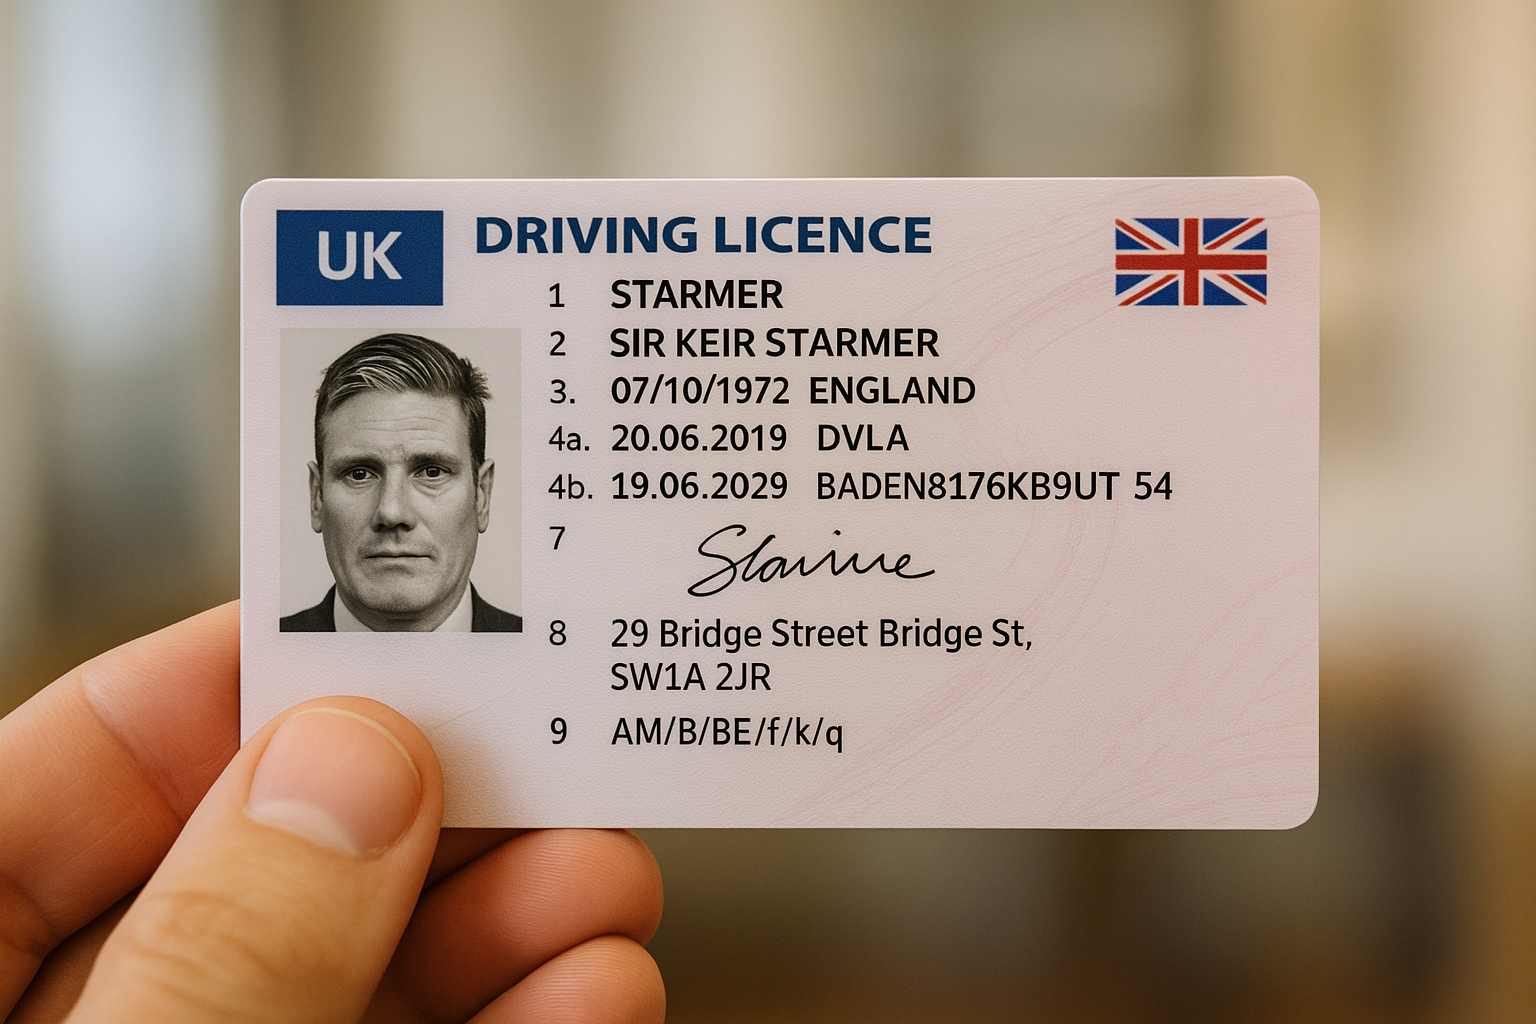 UK DRIVING LICENCE
1 STARMER
2 SIR KEIR STARMER
3. 07/10/1972 ENGLAND
4a. 20.06.2019 DVLA
4b. 19.06.2029 BADEN8176KB9UT 54
7
8 29 Bridge Street Bridge St,
SW1A 2JR
9 AM/B/BE/f/k/q